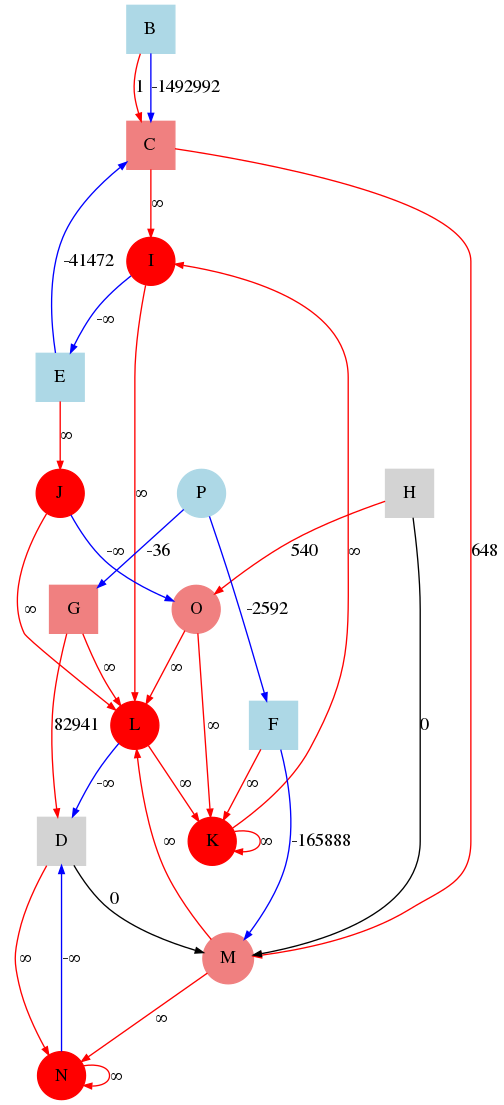 B
1 -1492992
C
∞
-41472 I
-∞
E
∞
J ∞ P H
∞ -∞ -36 540 ∞ 648
G O -2592
∞ ∞
82941 L ∞ F 0
-∞ ∞ ∞
D ∞ K ∞ -165888
0
∞ -∞ M
∞
N ∞